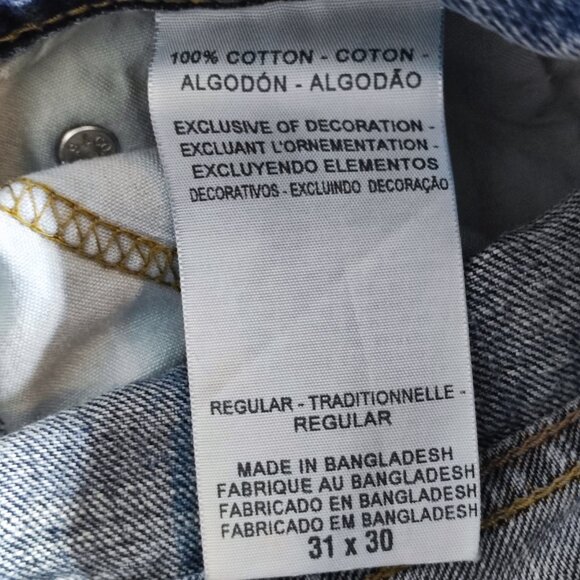 100% COTTON - COTON -
ALGODÓN - ALGODÃO
EXCLUSIVE OF DECORATION -
EXCLUANT L'ORNEMENTATION -
EXCLUYENDO ELEMENTOS
DECORATIVOS - EXCLUINDO DECORAÇÃO
REGULAR - TRADITIONNELLE -
REGULAR
MADE IN BANGLADESH
FABRIQUE AU BANGLADESH
FABRICADO EN BANGLADESH
FABRICADO EM BANGLADESH
31 x 30